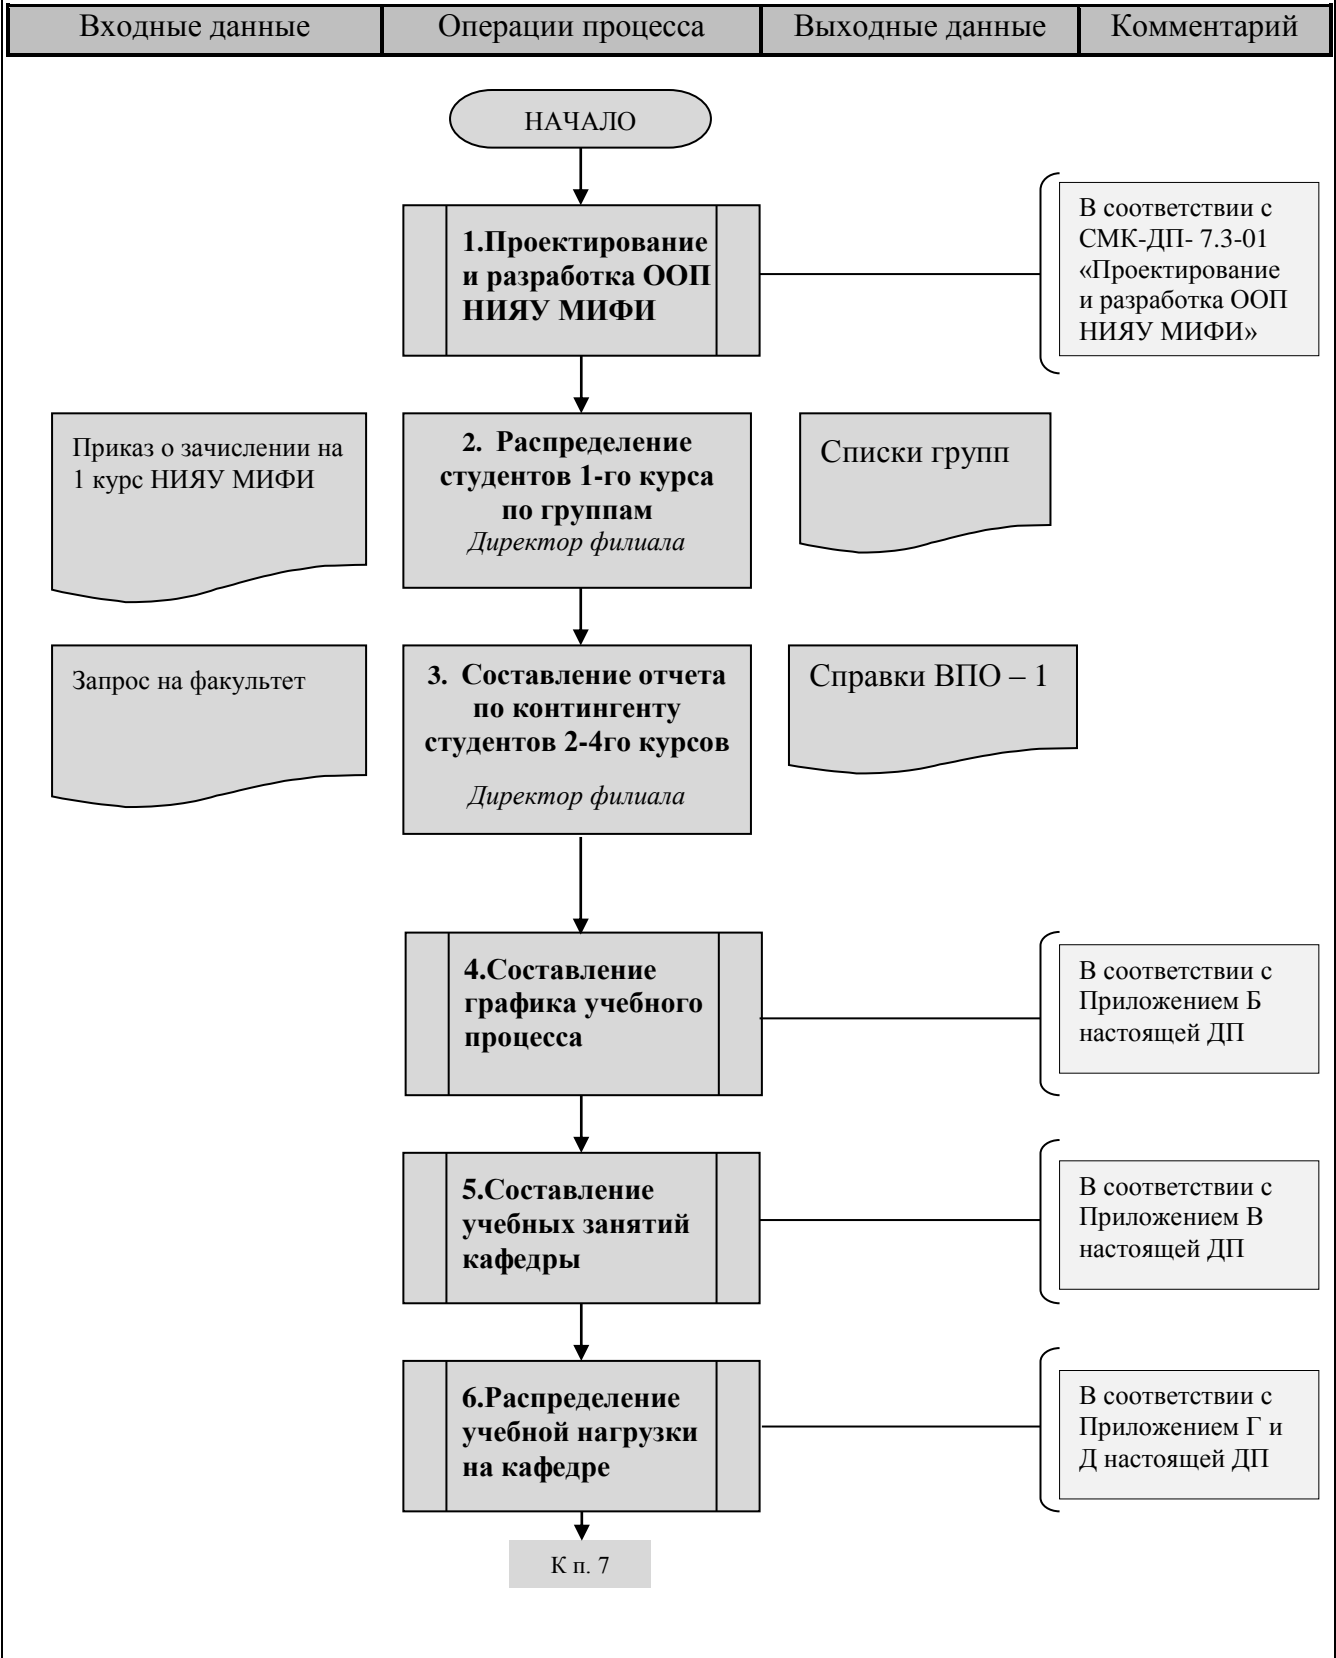 Входные данные
Операции процесса
Выходные данные
Комментарий
НАЧАЛО
1.Проектирование
и разработка ООП
НИЯУ МИФИ
В соответствии с
СМК-ДП- 7.3-01
«Проектирование
и разработка ООП
НИЯУ МИФИ»
Приказ о зачислении на
1 курс НИЯУ МИФИ
2. Распределение
студентов 1-го курса
по группам
Директор филиала
Списки групп
Запрос на факультет
3. Составление отчета
по контингенту
студентов 2-4го курсов
Директор филиала
Справки ВПО – 1
4.Составление
графика учебного
процесса
В соответствии с
Приложением Б
настоящей ДП
5.Составление
учебных занятий
кафедры
В соответствии с
Приложением В
настоящей ДП
6.Распределение
учебной нагрузки
на кафедре
В соответствии с
Приложением Г и
Д настоящей ДП
К п. 7